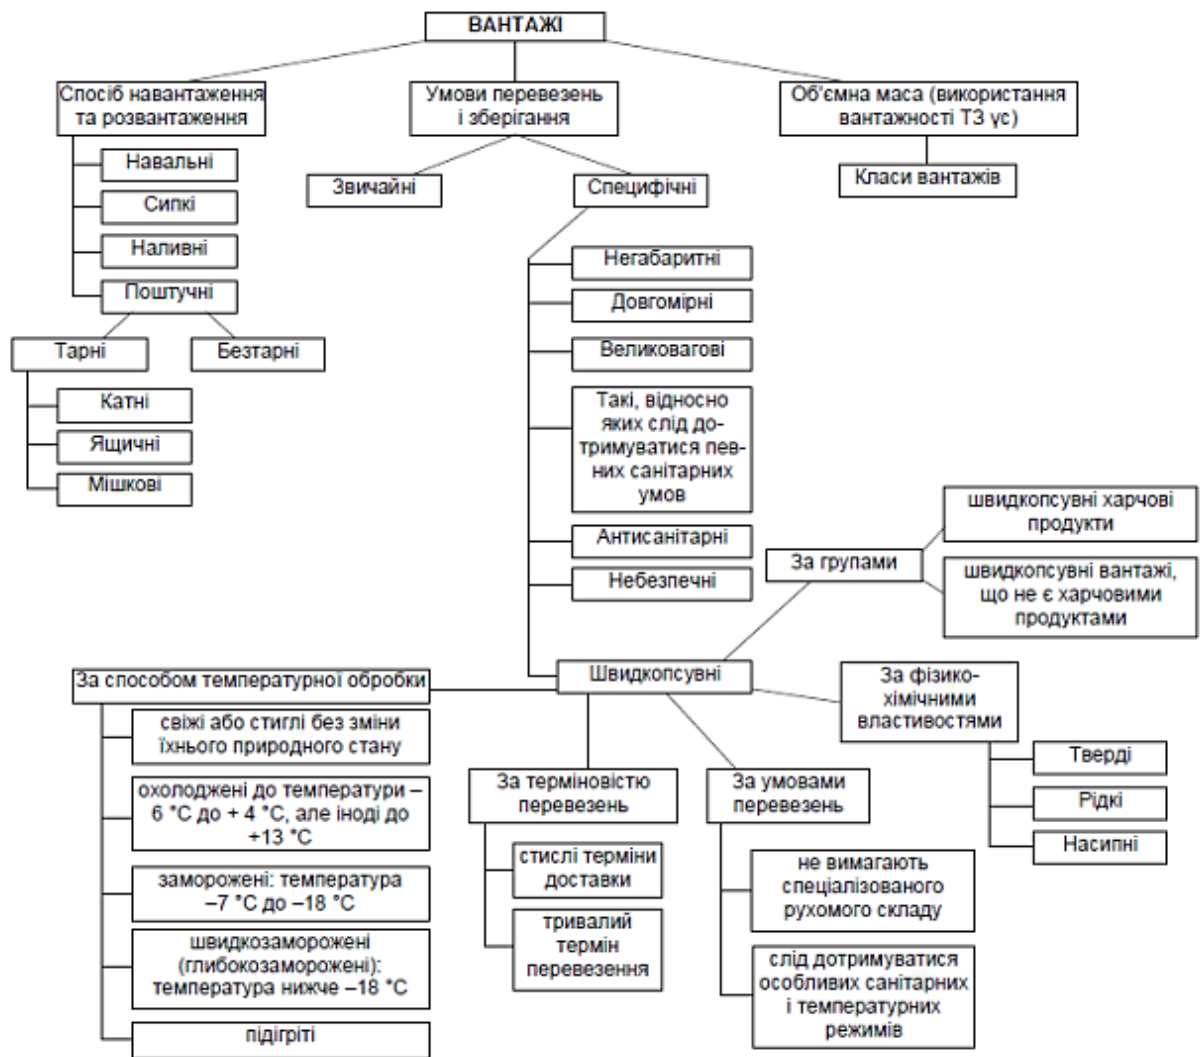 ВАНТАЖІ
Спосіб навантаження
та розвантаження
Умови перевезень
і зберігання
Об'ємна маса (використання
вантажності ТЗ γс)
Навальні
Сипкі
Наливні
Поштучні
Звичайні
Специфічні
Класи вантажів
Тарні
Безтарні
Катні
Ящичні
Мішкові
Негабаритні
Довгомірні
Великовагові
Такі, відносно
яких слід до-
тримуватися пев-
них санітарних
умов
Антисанітарні
Небезпечні
Швидкопсувні
За групами
швидкопсувні харчові
продукти
швидкопсувні вантажі,
що не є харчовими
продуктами
За способом температурної обробки
свіжі або стиглі без зміни
їхнього природного стану
охолоджені до температури –
6 °С до + 4 °С, але іноді до
+13 °С
заморожені: температура
–7 °С до –18 °С
швидкозаморожені
(глибокозаморожені):
температура нижче –18 °С
підігріті
За терміновістю
перевезень
стислі терміни
доставки
тривалий
термін
перевезення
За умовами
перевезень
не вимагають
спеціалізованого
рухомого складу
слід дотримуватися
особливих санітарних
і температурних
режимів
За фізико-
хімічними
властивостями
Тверді
Рідкі
Насипні